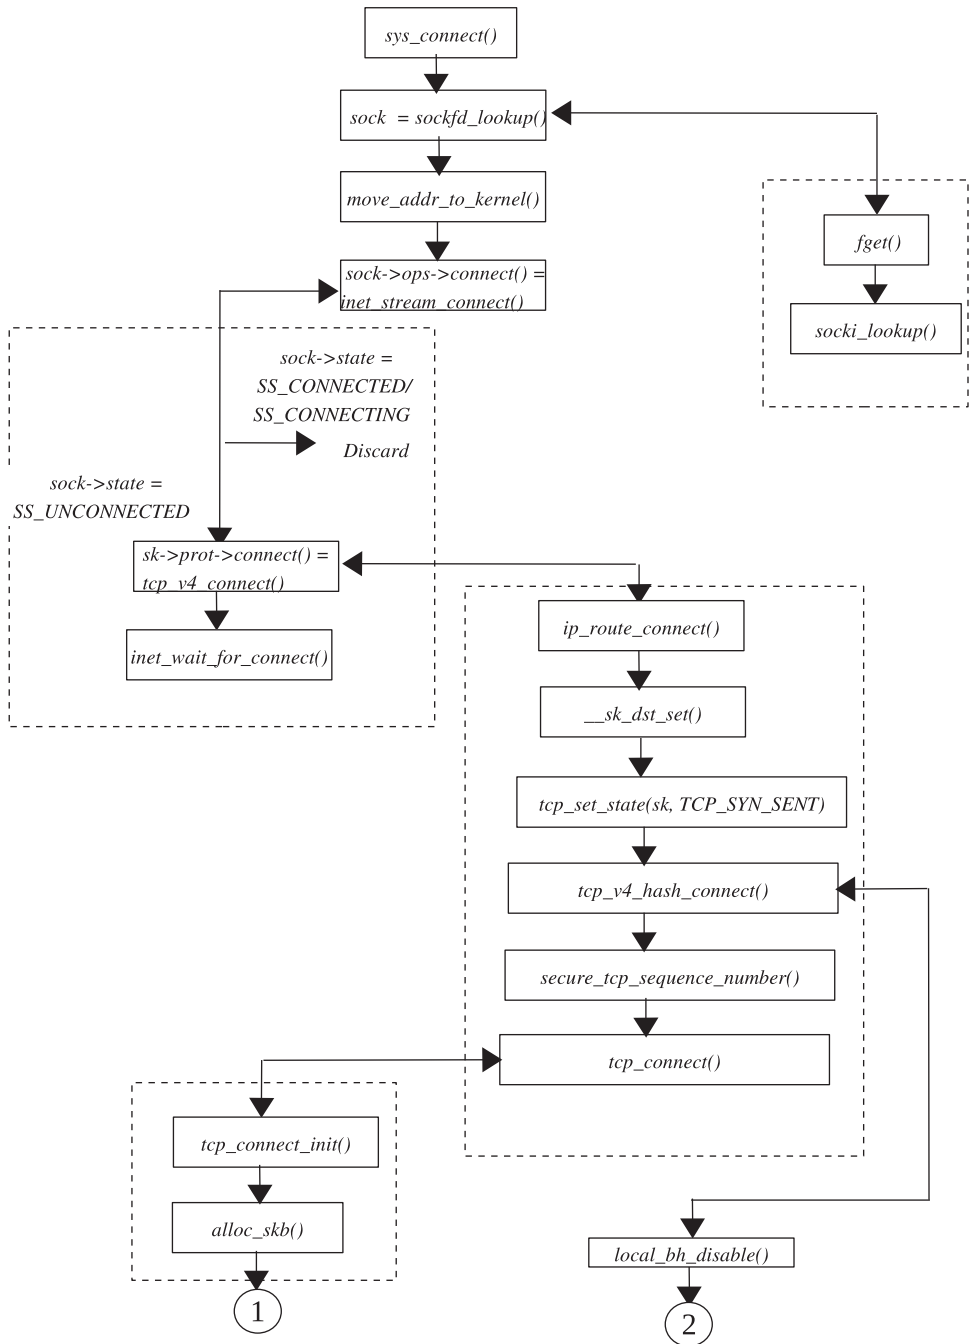 sys_connect()
sock = sockfd_lookup()
move_addr_to_kernel()
fget()
sock->ops->connect() =
inet_stream_connect()
socki_lookup()
sock->state =
SS_CONNECTED/
SS_CONNECTING
Discard
sock->state =
SS_UNCONNECTED
sk->prot->connect() =
tcp_v4_connect()
inet_wait_for_connect()
ip_route_connect()
__sk_dst_set()
tcp_set_state(sk, TCP_SYN_SENT)
tcp_v4_hash_connect()
secure_tcp_sequence_number()
tcp_connect()
tcp_connect_init()
alloc_skb()
local_bh_disable()
1
2